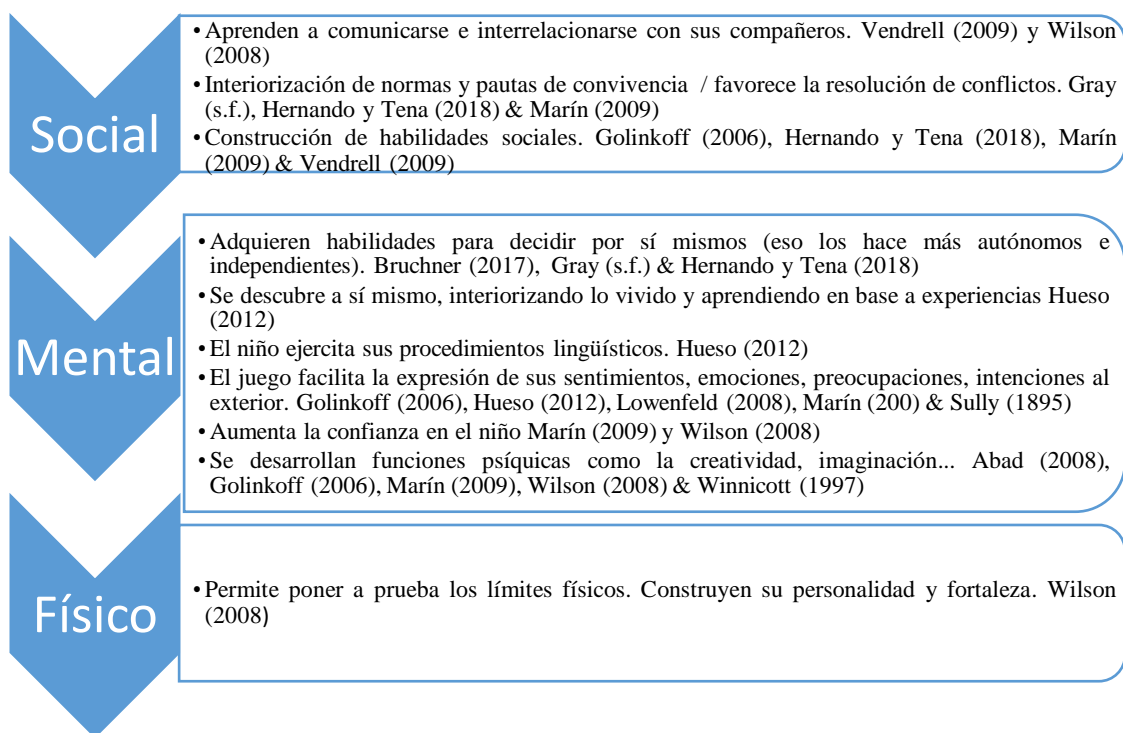 Social
•Aprenden a comunicarse e interrelacionarse con sus compañeros. Vendrell (2009) y Wilson
(2008)
•Interiorización de normas y pautas de convivencia / favorece la resolución de conflictos. Gray
(s.f.), Hernando y Tena (2018) & Marín (2009)
•Construcción de habilidades sociales. Golinkoff (2006), Hernando y Tena (2018), Marín
(2009) & Vendrell (2009)
Mental
•Adquieren habilidades para decidir por sí mismos (eso los hace más autónomos e
independientes). Bruchner (2017), Gray (s.f.) & Hernando y Tena (2018)
•Se descubre a sí mismo, interiorizando lo vivido y aprendiendo en base a experiencias Hueso
(2012)
•El niño ejercita sus procedimientos lingüísticos. Hueso (2012)
•El juego facilita la expresión de sus sentimientos, emociones, preocupaciones, intenciones al
exterior. Golinkoff (2006), Hueso (2012), Lowenfeld (2008), Marín (200) & Sully (1895)
•Aumenta la confianza en el niño Marín (2009) y Wilson (2008)
•Se desarrollan funciones psíquicas como la creatividad, imaginación... Abad (2008),
Golinkoff (2006), Marín (2009), Wilson (2008) & Winnicott (1997)
Físico
•Permite poner a prueba los límites físicos. Construyen su personalidad y fortaleza. Wilson
(2008)